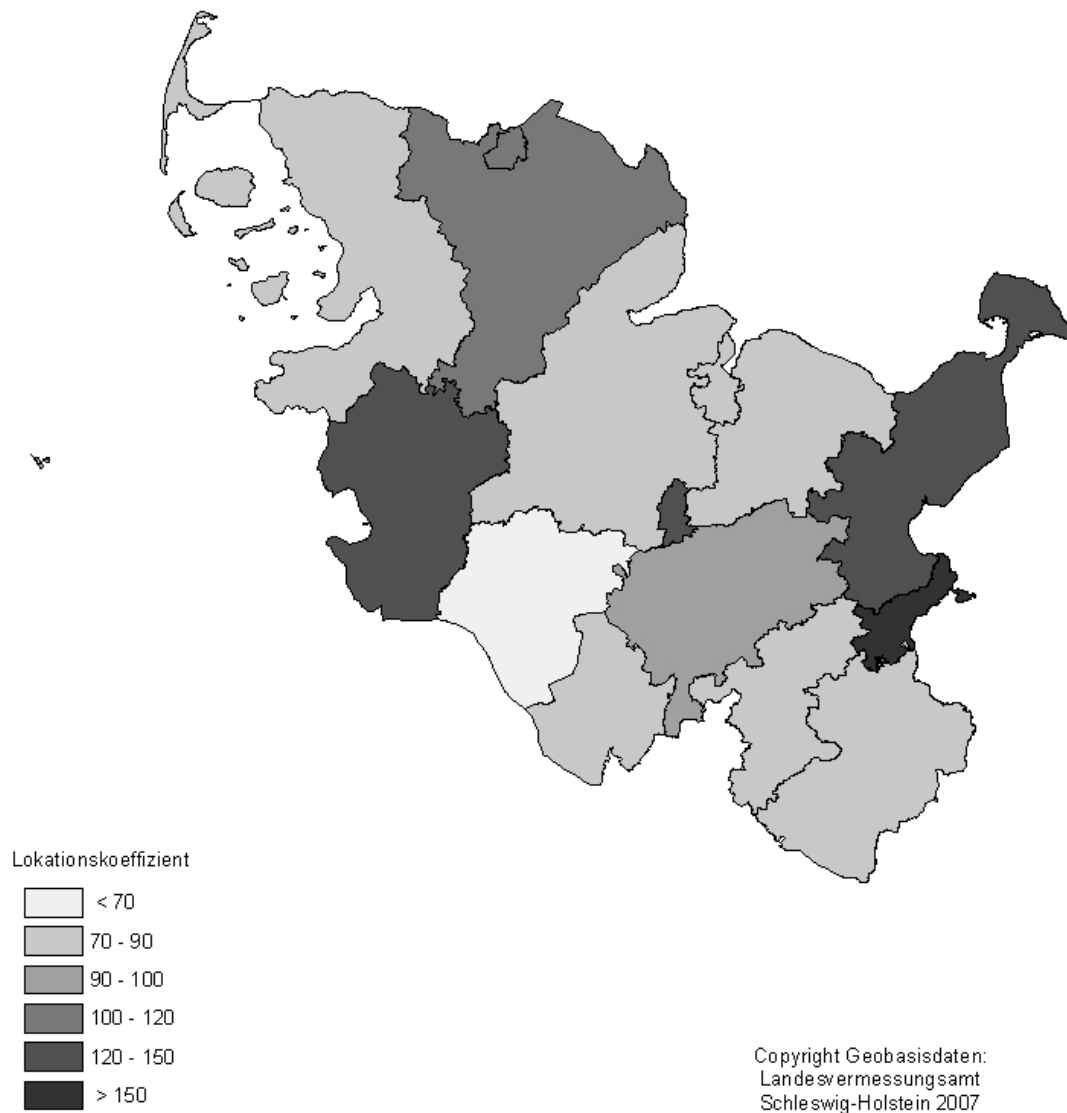 Lokationskoeffizient
< 70
70 - 90
90 - 100
100 - 120
120 - 150
> 150
Copyright Geobasisdaten:
Landesvermessungsamt
Schleswig-Holstein 2007